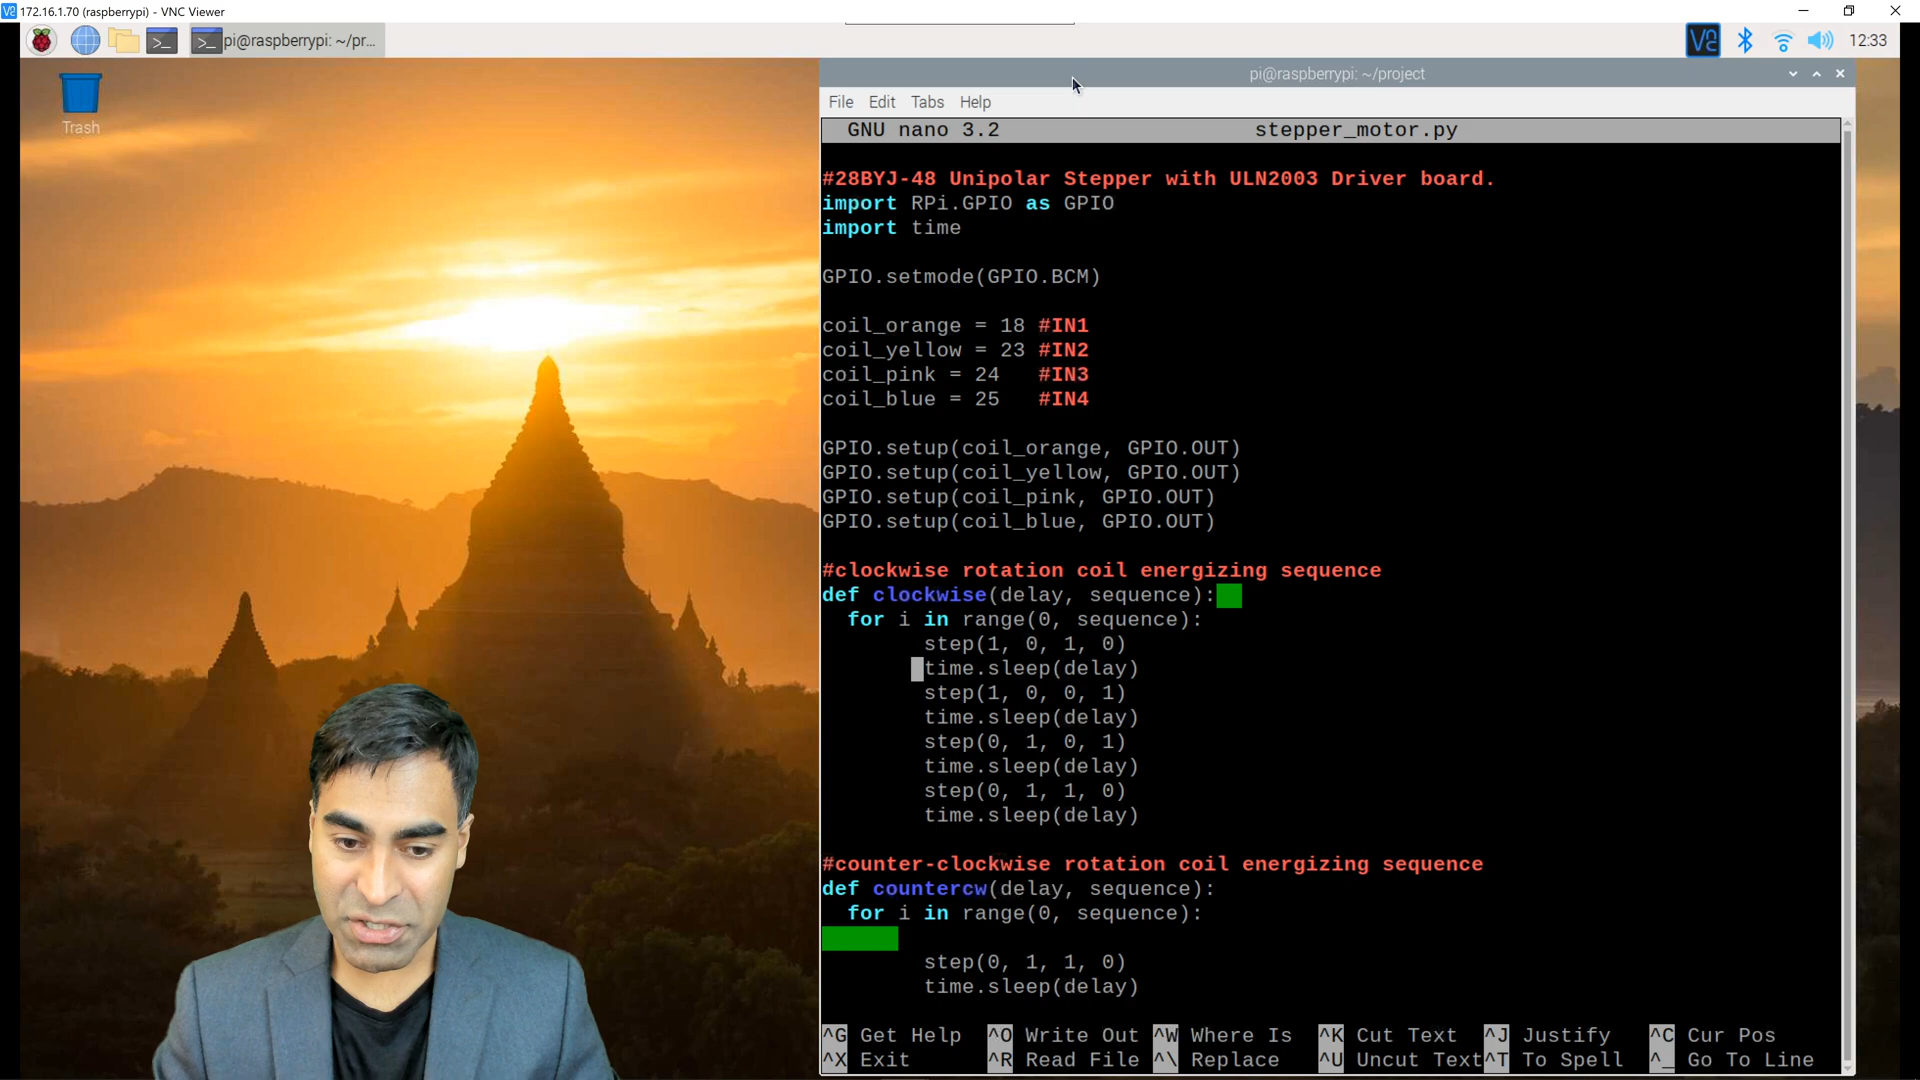 172.16.1.70 (raspberrypi) - VNC Viewer
pi@raspberrypi: ~/pr...
12:33
Trash
pi@raspberrypi: ~/project
File Edit Tabs Help
GNU nano 3.2 stepper_motor.py
#28BYJ-48 Unipolar Stepper with ULN2003 Driver board.
import RPi.GPIO as GPIO
import time
GPIO.setmode(GPIO.BCM)
coil_orange = 18 #IN1
coil_yellow = 23 #IN2
coil_pink = 24 #IN3
coil_blue = 25 #IN4
GPIO.setup(coil_orange, GPIO.OUT)
GPIO.setup(coil_yellow, GPIO.OUT)
GPIO.setup(coil_pink, GPIO.OUT)
GPIO.setup(coil_blue, GPIO.OUT)
#clockwise rotation coil energizing sequence
def clockwise(delay, sequence):
for i in range(0, sequence):
step(1, 0, 1, 0)
time.sleep(delay)
step(1, 0, 0, 1)
time.sleep(delay)
step(0, 1, 0, 1)
time.sleep(delay)
step(0, 1, 1, 0)
time.sleep(delay)
#counter-clockwise rotation coil energizing sequence
def countercw(delay, sequence):
for i in range(0, sequence):
step(0, 1, 1, 0)
time.sleep(delay)
^G Get Help ^O Write Out ^W Where Is ^K Cut Text ^J Justify ^C Cur Pos
^X Exit ^R Read File ^\ Replace ^U Uncut Text ^T To Spell ^_ Go To Line